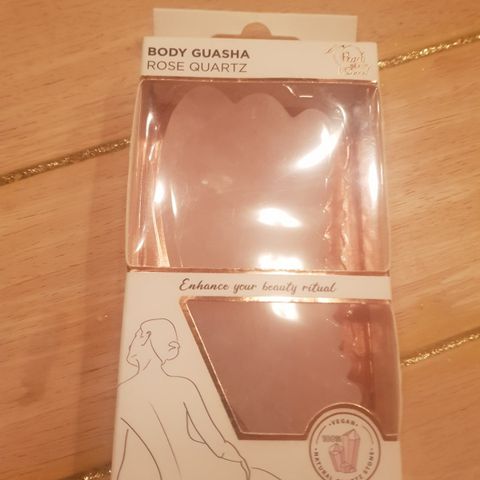 BODY GUASHA
ROSE QUARTZ
Enhance your beauty ritual
• VEGAN •
100%
NATURAL QUARTZ STONE